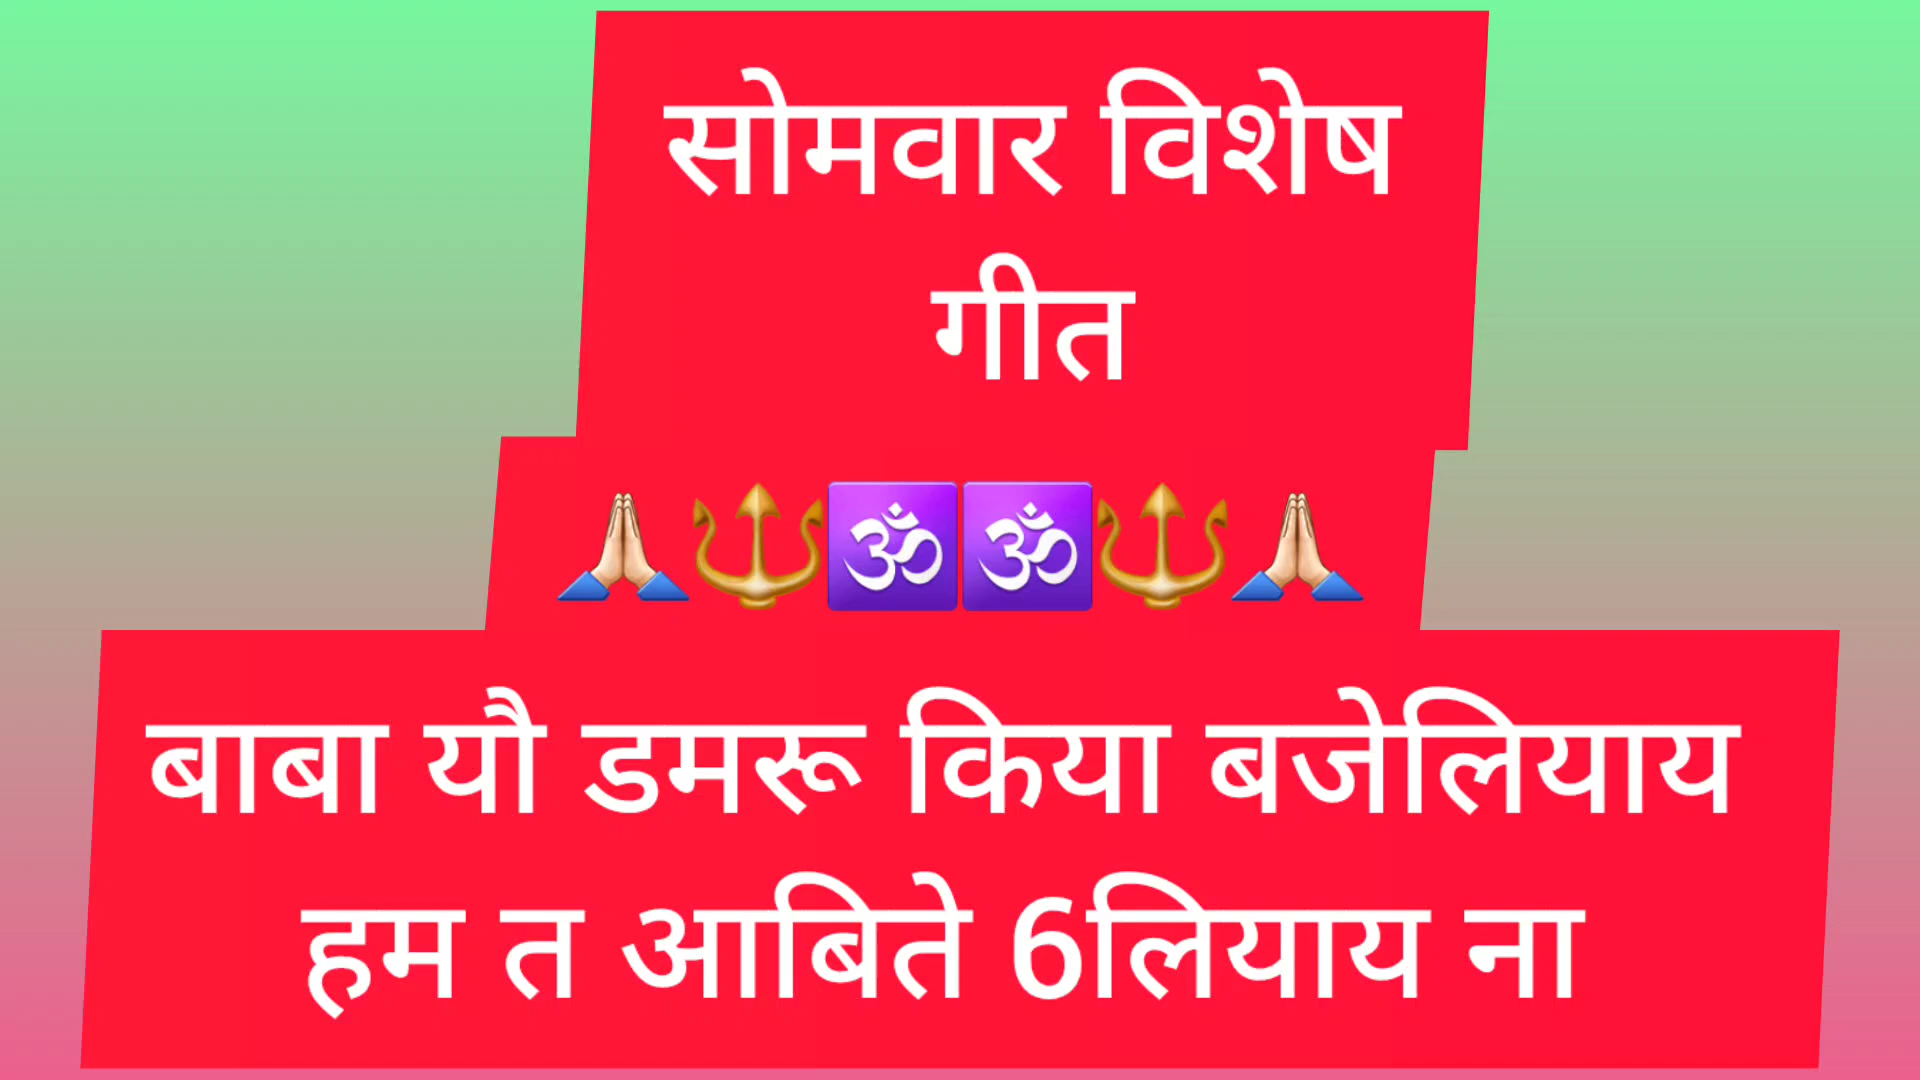 सोमवार विशेष
गीत
🙏🏻🔱🕉️🕉️🔱🙏🏻
बाबा यौ डमरू किया बजेलियाय
हम त आबिते 6लियाय ना